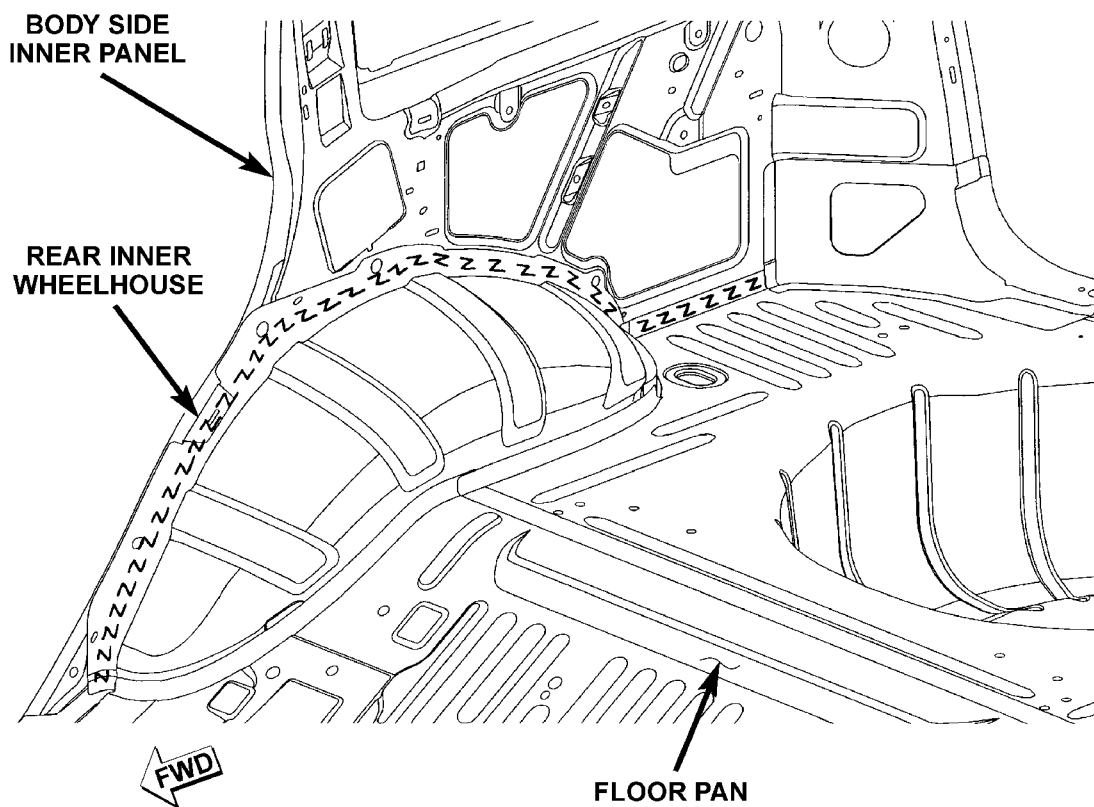 BODY SIDE
INNER PANEL
REAR INNER
WHEELHOUSE
FWD
FLOOR PAN